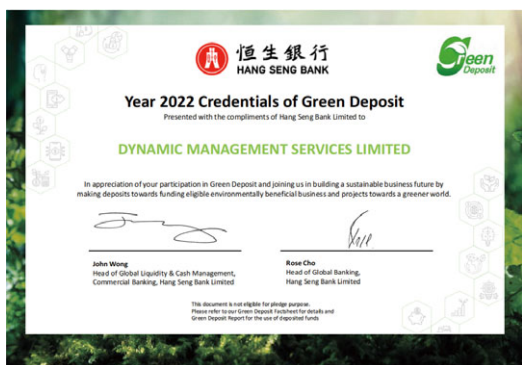 恒生銀行
HANG SENG BANK
Green
Deposit
Year 2022 Credentials of Green Deposit
Presented with the compliments of Hang Seng Bank Limited to
DYNAMIC MANAGEMENT SERVICES LIMITED
In appreciation of your participation in Green Deposit and joining us in building a sustainable business future by
making deposits towards funding eligible environmentally beneficial business and projects towards a greener world.
John Wong
Head of Global Liquidity & Cash Management,
Commercial Banking, Hang Seng Bank Limited
Rose Cho
Head of Global Banking,
Hang Seng Bank Limited
This document is not eligible for pledge purpose.
Please refer to our Green Deposit Factsheet for details and
Green Deposit Report for the use of deposited funds